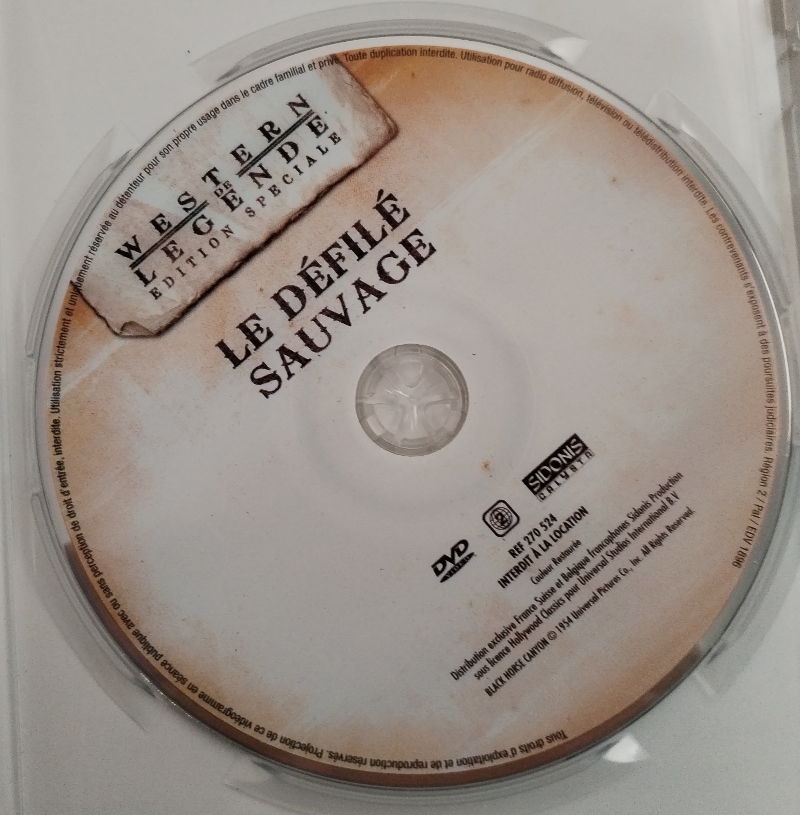 WESTERN
DE
LEGENDE
EDITION SPECIALE
LE DÉFILÉ
SAUVAGE
SIDONIS
CALYSTA
2
DVD
VIDEO
REF 270 524
INTERDIT À LA LOCATION
Couleur Restaurée
Distribution exclusive France Suisse et Belgique Francophones Sidonis Production
sous licence Hollywood Classics pour Universal Studios International B.V
BLACK HORSE CANYON © 1954 Universal Pictures Co., Inc. All Rights Reserved.
Tous droits d'exploitation et de reproduction réservés. Projection de ce vidéogramme en séance publique avec ou sans perception de droit d'entrée, interdite. Utilisation strictement et uniquement réservée au détenteur pour son propre usage dans le cadre familial et privé. Toute duplication interdite. Utilisation pour radio diffusion, télévision ou télédistribution interdite. Les contrevenants s'exposent à des poursuites judiciaires. Région 2 / Pal / EDV 1896